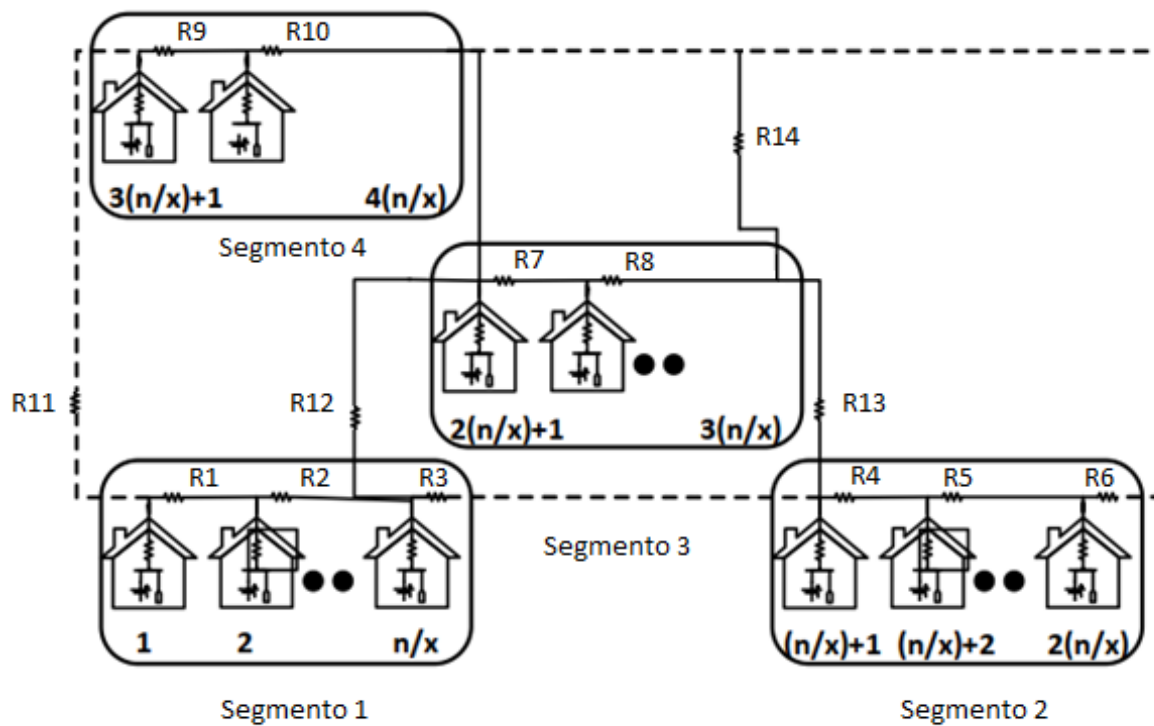 R9 R10
R14
3(n/x)+1 4(n/x)
Segmento 4
R7 R8
R11 R12 R13
2(n/x)+1 3(n/x)
R1 R2 R3 R4 R5 R6
Segmento 3
1 2 n/x (n/x)+1 (n/x)+2 2(n/x)
Segmento 1 Segmento 2